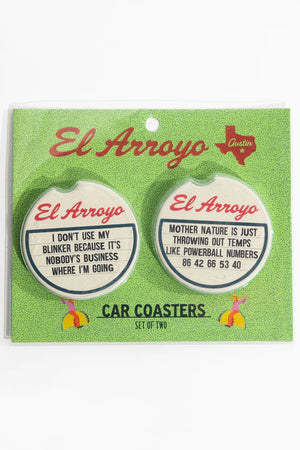 El Arroyo
Austin
El Arroyo
I DON'T USE MY
BLINKER BECAUSE IT'S
NOBODY'S BUSINESS
WHERE I'M GOING
El Arroyo
MOTHER NATURE IS JUST
THROWING OUT TEMPS
LIKE POWERBALL NUMBERS
86 42 66 53 40
CAR COASTERS
SET OF TWO